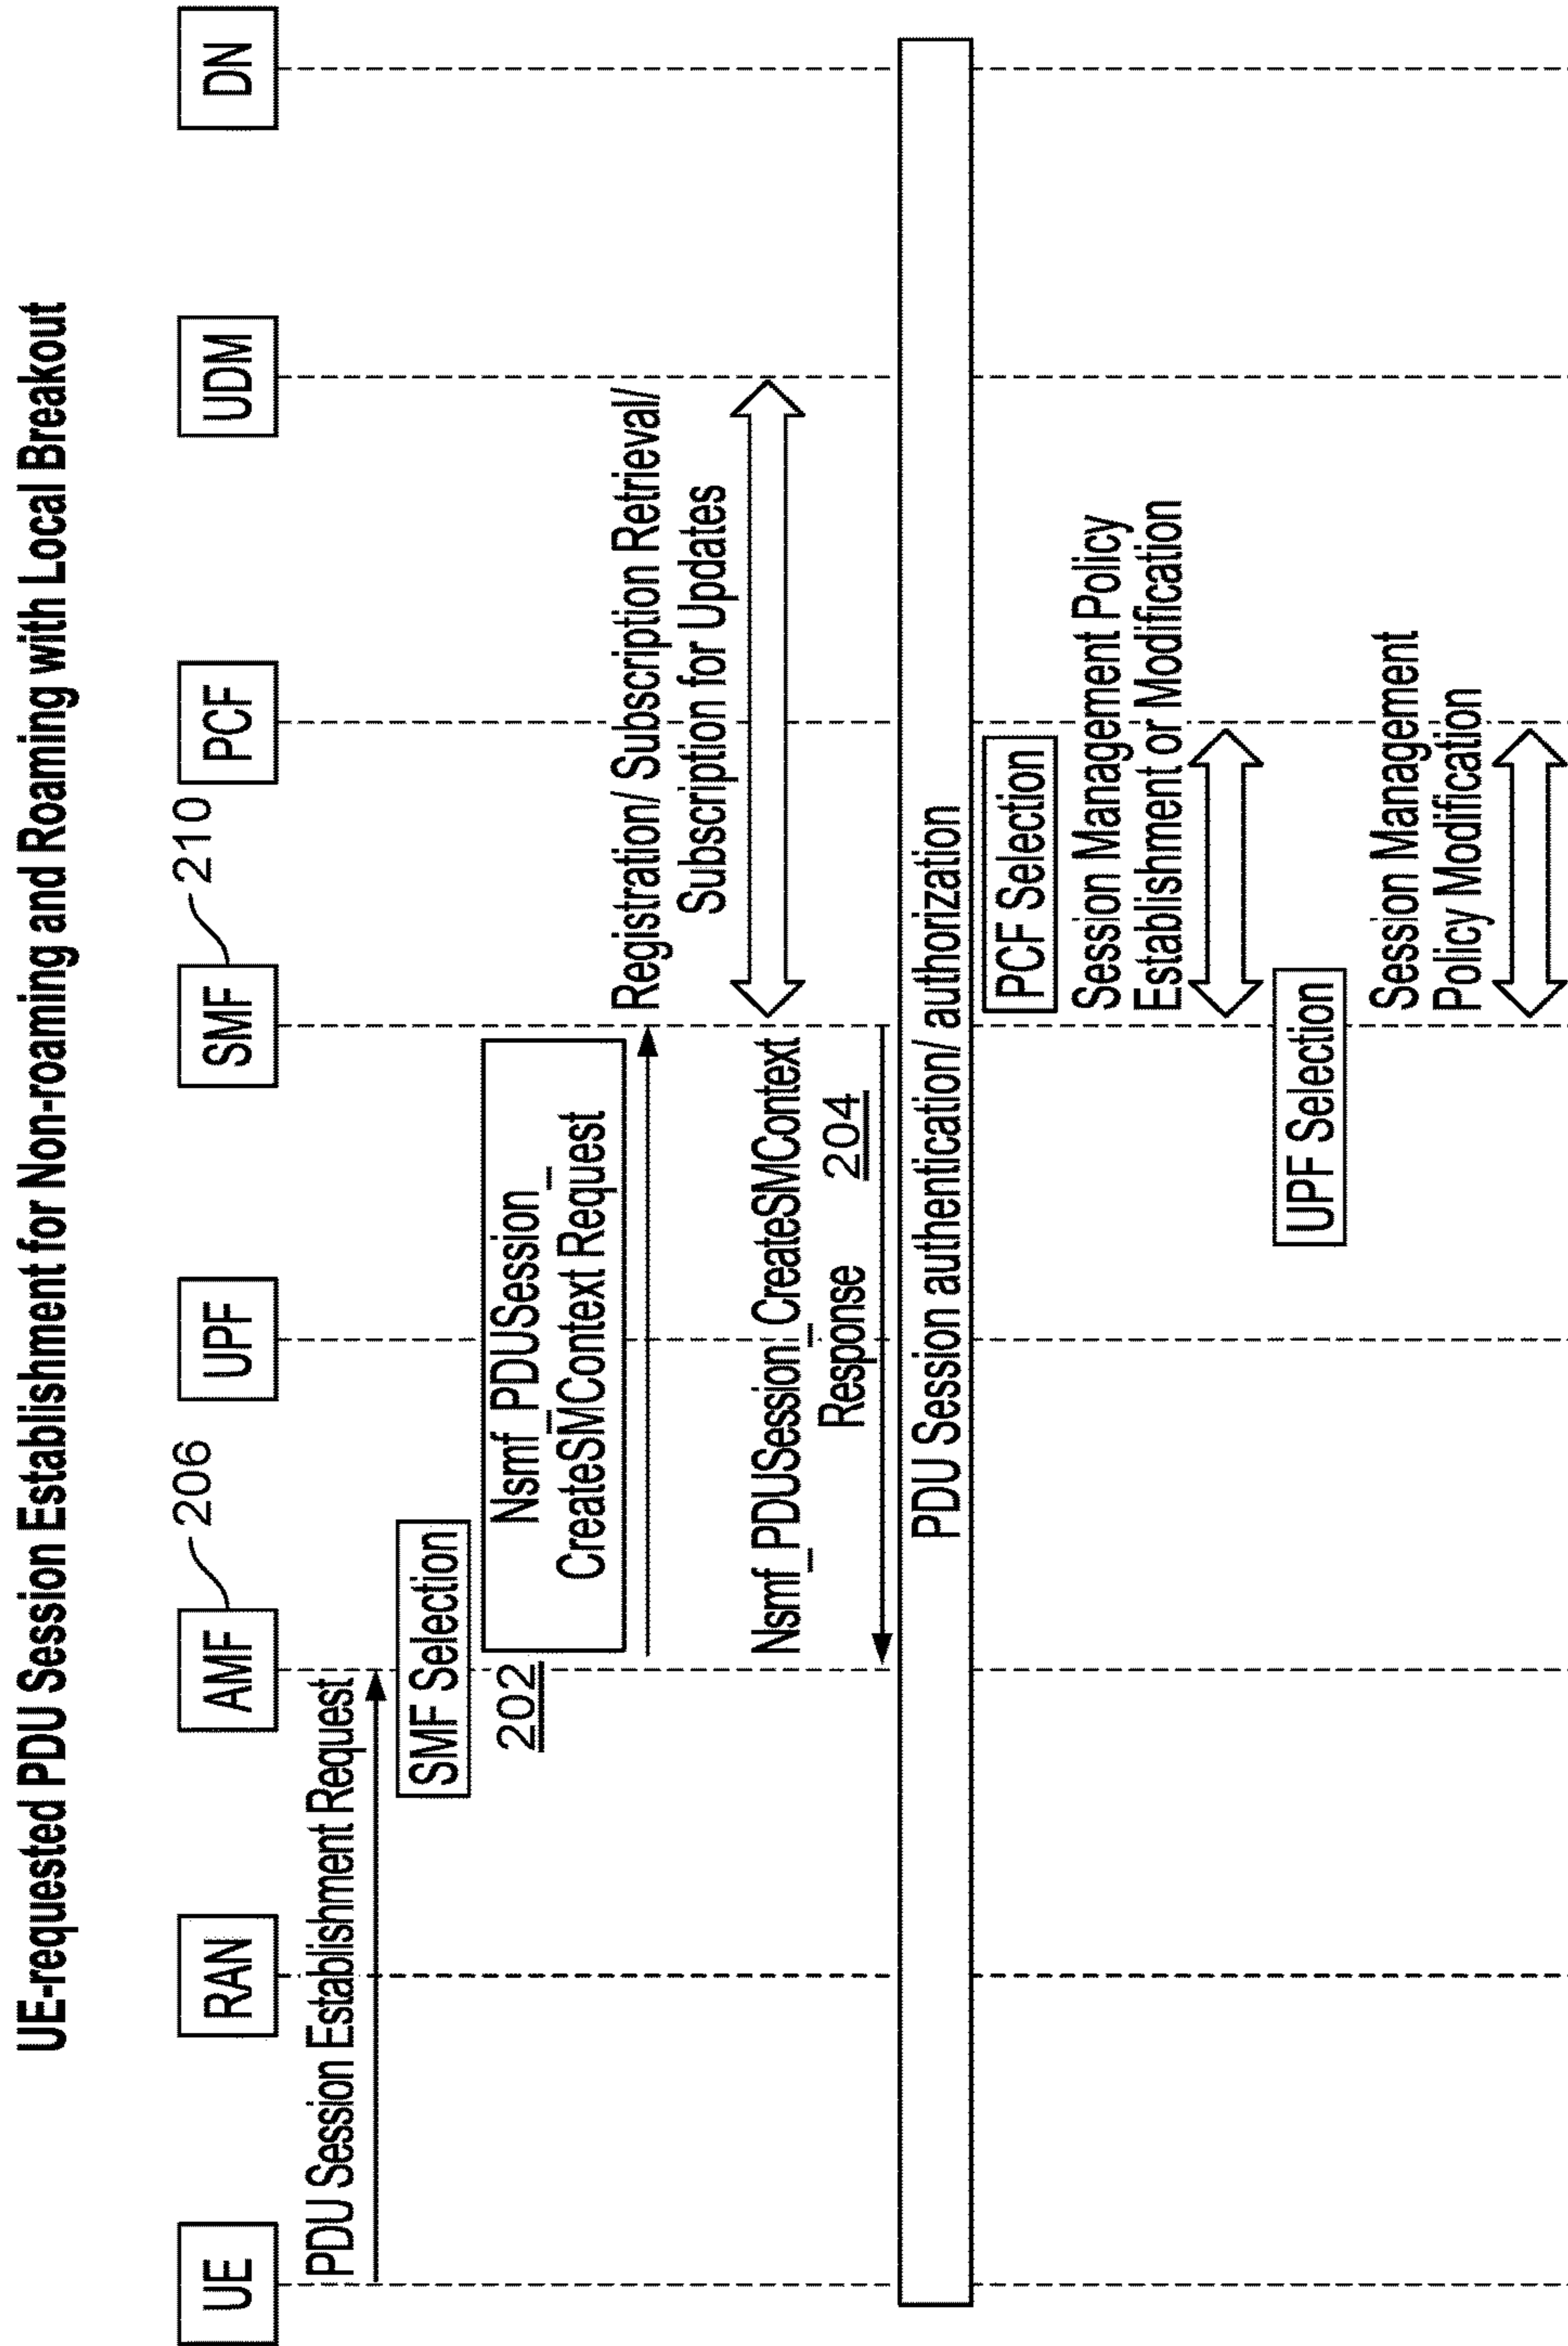 UE-requested PDU Session Establishment for Non-roaming and Roaming with Local Breakout
UE
RAN
AMF
206
UPF
SMF
210
PCF
UDM
DN
PDU Session Establishment Request
SMF Selection
202
Nsmf_PDUSession_
CreateSMContext Request
Registration/ Subscription Retrieval/
Subscription for Updates
Nsmf_PDUSession_CreateSMContext
Response
204
PDU Session authentication/ authorization
PCF Selection
Session Management Policy
Establishment or Modification
UPF Selection
Session Management
Policy Modification